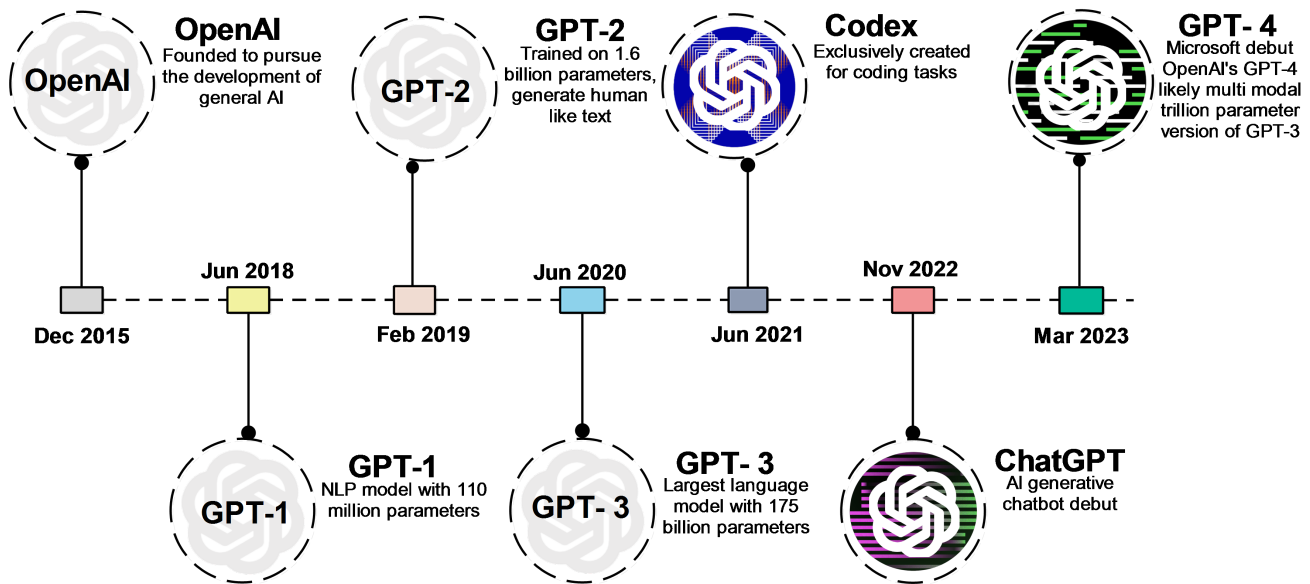 OpenAI
OpenAI
Founded to pursue
the development of
general AI
GPT-2
GPT-2
Trained on 1.6
billion parameters,
generate human
like text
Codex
Exclusively created
for coding tasks
GPT- 4
Microsoft debut
OpenAI's GPT-4
likely multi modal
trillion parameter
version of GPT-3
Dec 2015
Jun 2018
Feb 2019
Jun 2020
Jun 2021
Nov 2022
Mar 2023
GPT-1
GPT-1
NLP model with 110
million parameters
GPT- 3
GPT- 3
Largest language
model with 175
billion parameters
ChatGPT
AI generative
chatbot debut